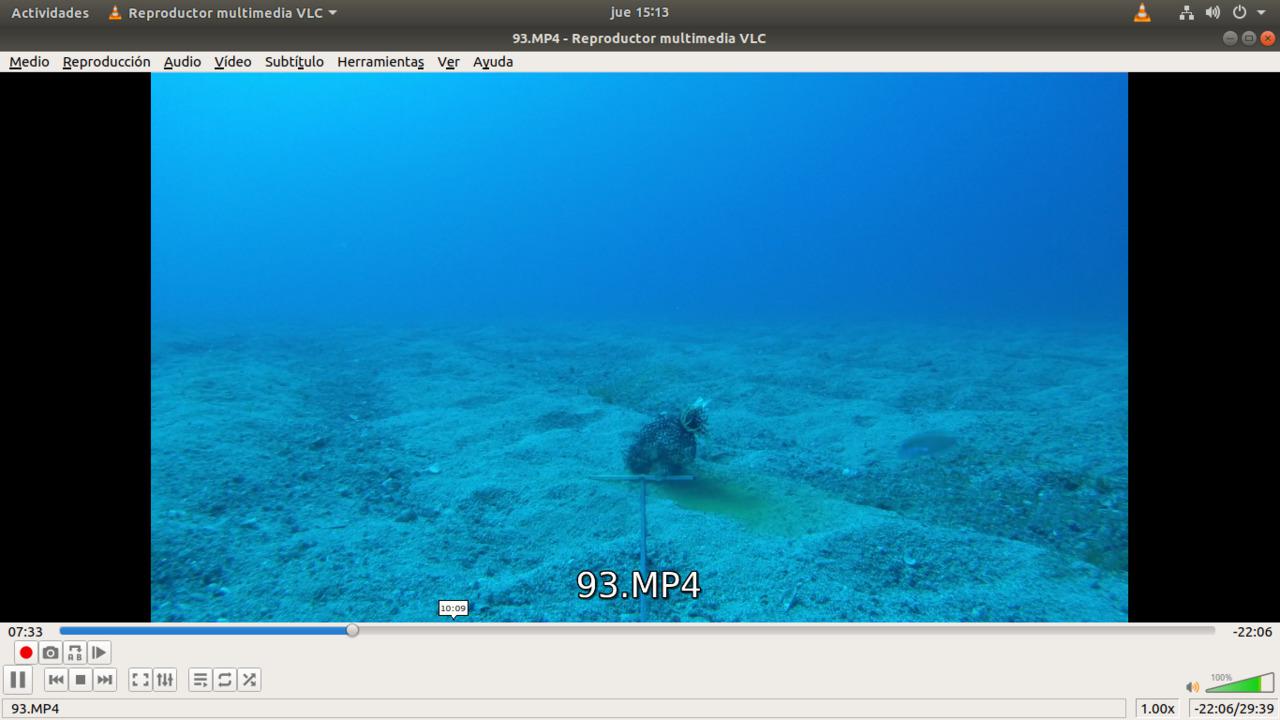 Actividades Reproductor multimedia VLC jue 15:13
93.MP4 - Reproductor multimedia VLC
Medio Reproducción Audio Vídeo Subtítulo Herramientas Ver Ayuda
93.MP4
10:09
07:33 -22:06
A B
100%
93.MP4 1.00x -22:06/29:39